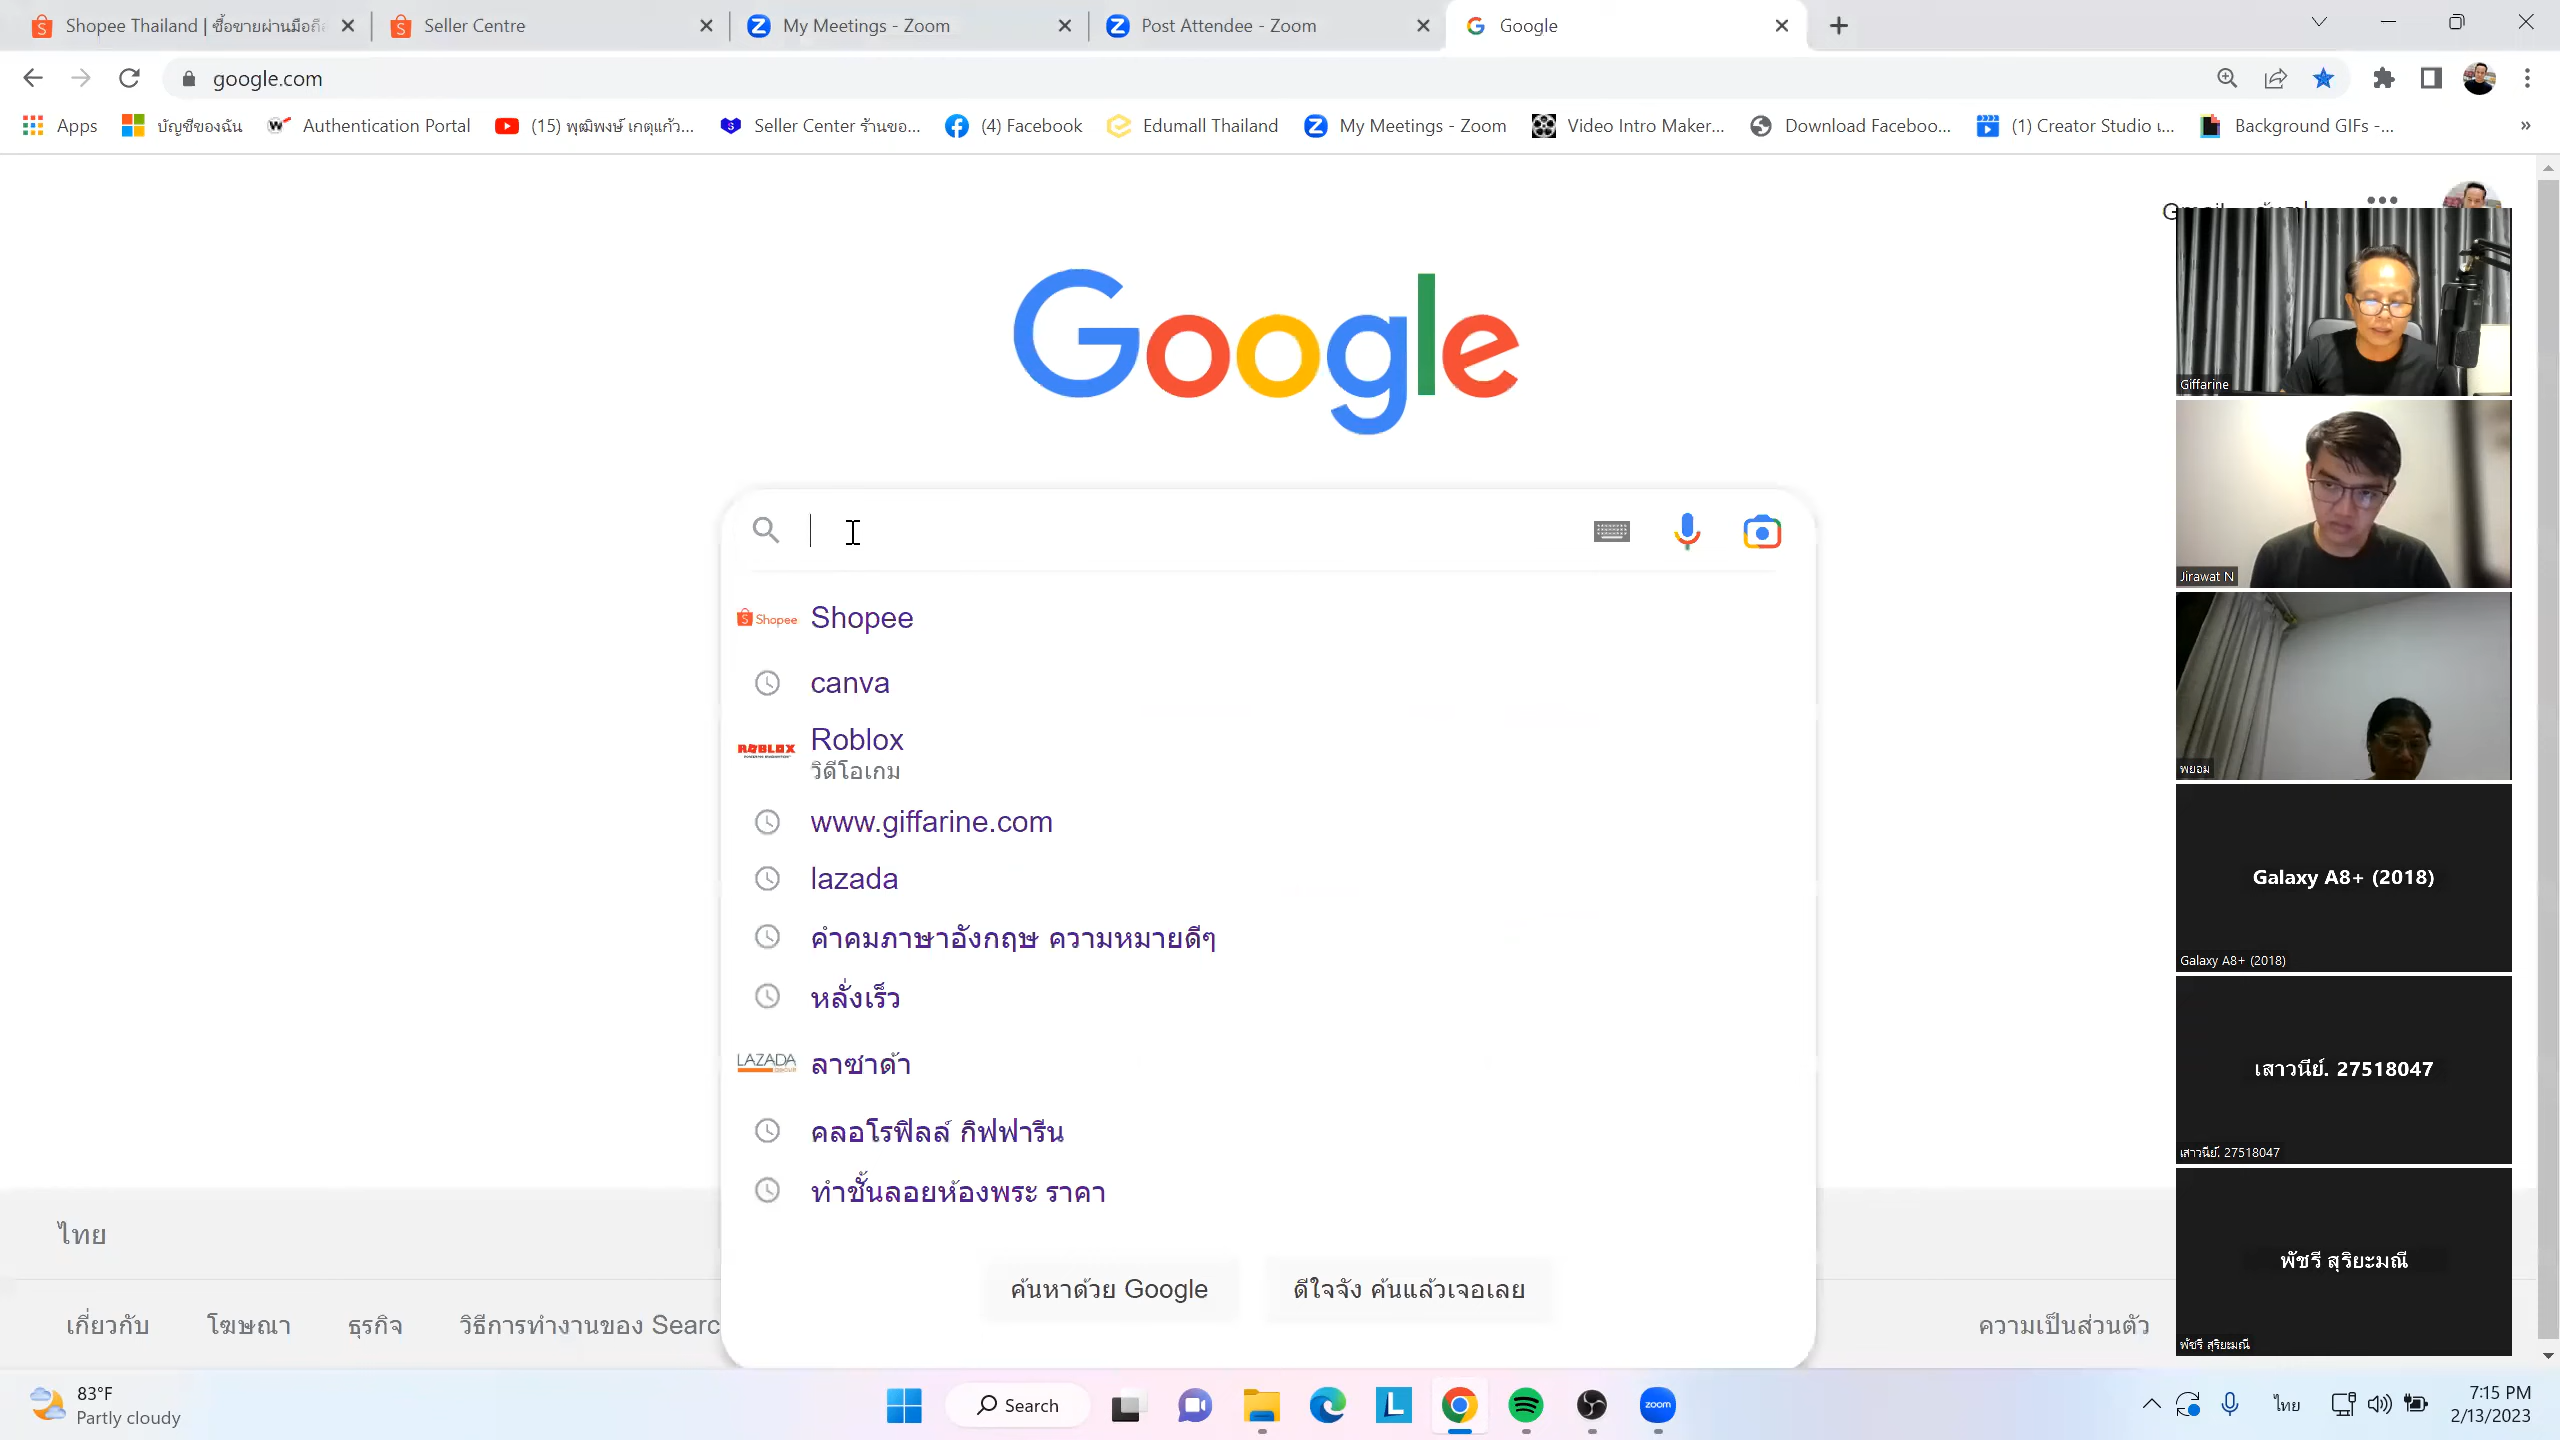 Shopee Thailand | ซื้อขายผ่านมือถือ
Seller Centre
My Meetings - Zoom
Post Attendee - Zoom
Google
google.com
Apps
บัญชีของฉัน
Authentication Portal
(15) พุฒิพงษ์ เกตุแก้ว...
Seller Center ร้านขอ...
(4) Facebook
Edumall Thailand
My Meetings - Zoom
Video Intro Maker...
Download Faceboo...
(1) Creator Studio เ...
Background GIFs -...
Google
Shopee
Shopee
canva
ROBLOX
Roblox
วิดีโอเกม
www.giffarine.com
lazada
คำคมภาษาอังกฤษ ความหมายดีๆ
หลั่งเร็ว
LAZADA
ลาซาด้า
คลอโรฟิลล์ กิฟฟารีน
ทำชั้นลอยห้องพระ ราคา
ค้นหาด้วย Google
ดีใจจัง ค้นแล้วเจอเลย
ไทย
เกี่ยวกับ
โฆษณา
ธุรกิจ
วิธีการทำงานของ Searc
ความเป็นส่วนตัว
Giffarine
Jirawat N
พยอม
Galaxy A8+ (2018)
Galaxy A8+ (2018)
เสาวนีย์. 27518047
เสาวนีย์. 27518047
พัชรี สุริยะมณี
พัชรี สุริยะมณี
83°F
Partly cloudy
Search
L
zoom
ไทย
7:15 PM
2/13/2023